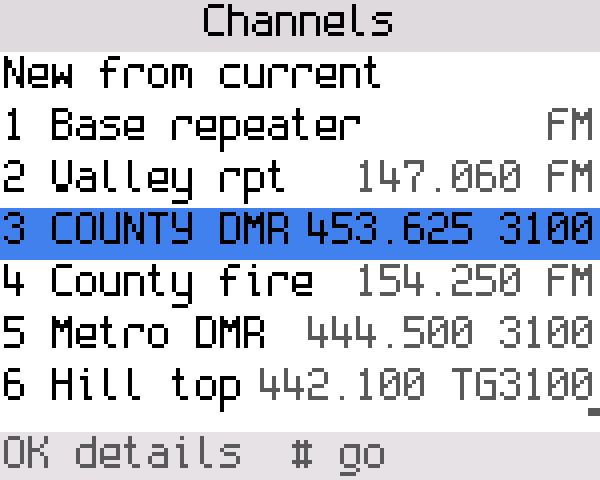 Channels
New from current
1 Base repeater FM
2 Valley rpt 147.060 FM
3 COUNTY DMR 453.625 3100
4 County fire 154.250 FM
5 Metro DMR 444.500 3100
6 Hill top 442.100 TG3100
OK details # go